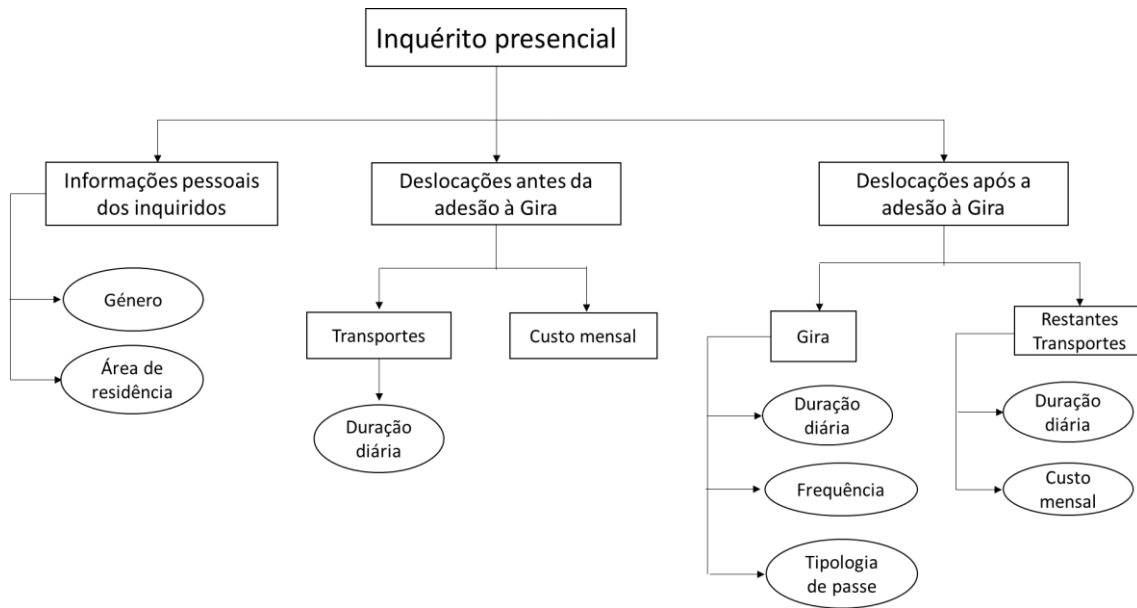 Inquérito presencial
Informações pessoais
dos inquiridos
Deslocações antes da
adesão à Gira
Deslocações após a
adesão à Gira
Género
Área de
residência
Transportes
Custo mensal
Duração
diária
Gira
Restantes
Transportes
Duração
diária
Frequência
Tipologia
de passe
Duração
diária
Custo
mensal